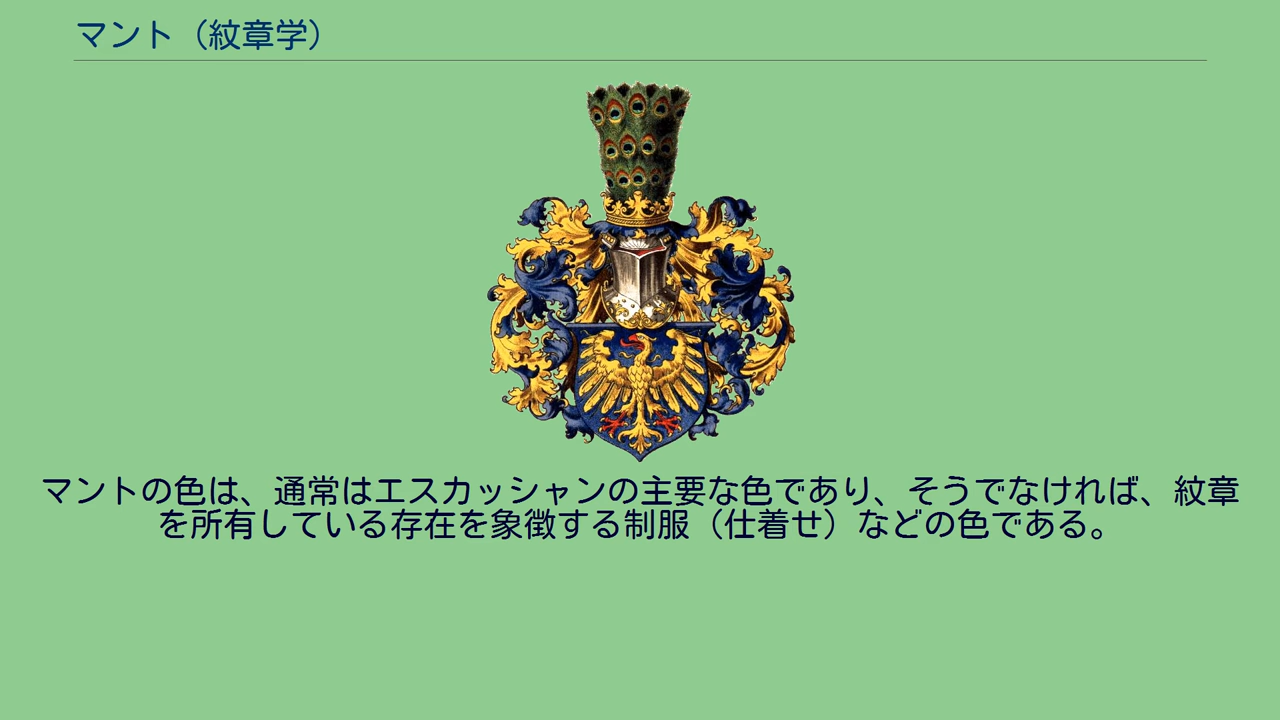 マント（紋章学）
マントの色は、通常はエスカッシャンの主要な色であり、そうでなければ、紋章
を所有している存在を象徴する制服（仕着せ）などの色である。